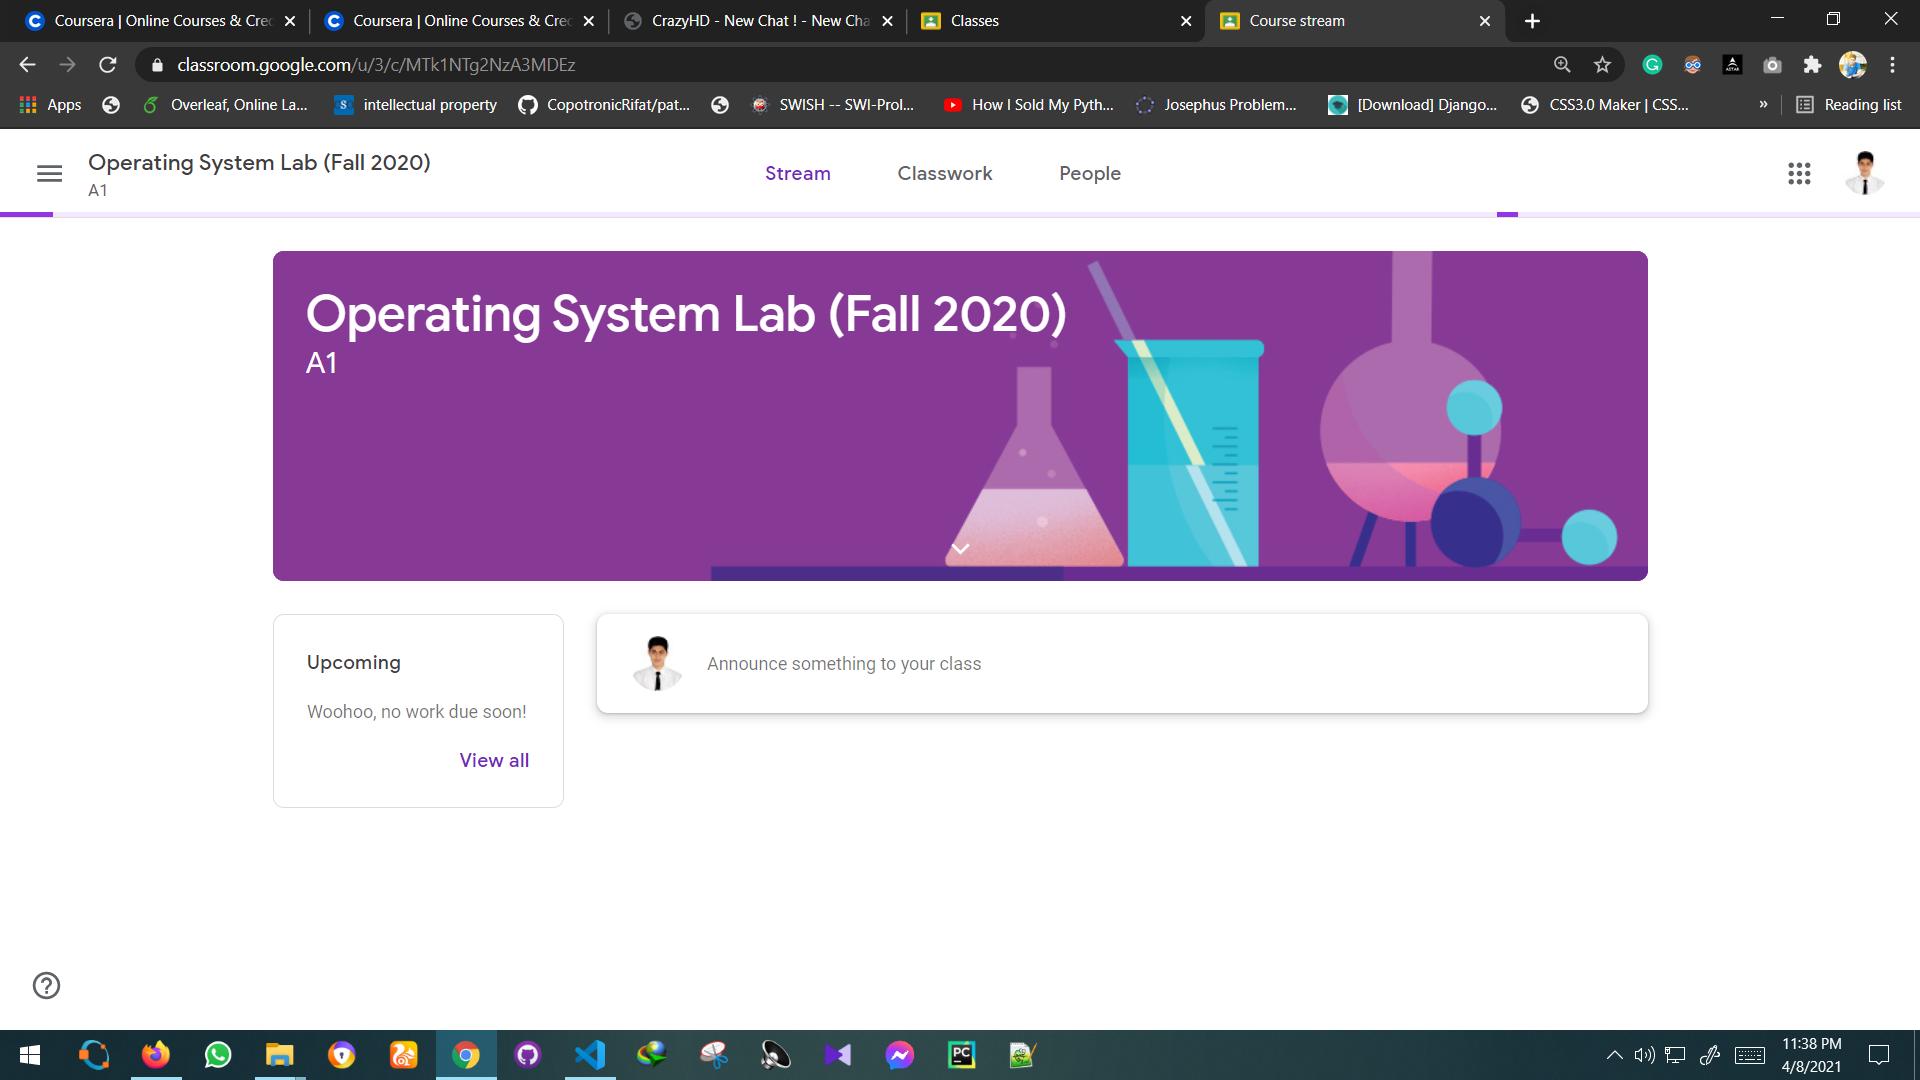 Coursera | Online Courses & Cre
Coursera | Online Courses & Cre
CrazyHD - New Chat ! - New Cha
Classes
Course stream
classroom.google.com/u/3/c/MTk1NTg2NzA3MDEz
Apps
Overleaf, Online La...
intellectual property
CopotronicRifat/pat...
SWISH -- SWI-Prol...
How I Sold My Pyth...
Josephus Problem...
[Download] Django...
CSS3.0 Maker | CSS...
»
Reading list
Operating System Lab (Fall 2020)
A1
Stream
Classwork
People
Operating System Lab (Fall 2020)
A1
Upcoming
Woohoo, no work due soon!
View all
Announce something to your class
11:38 PM
4/8/2021